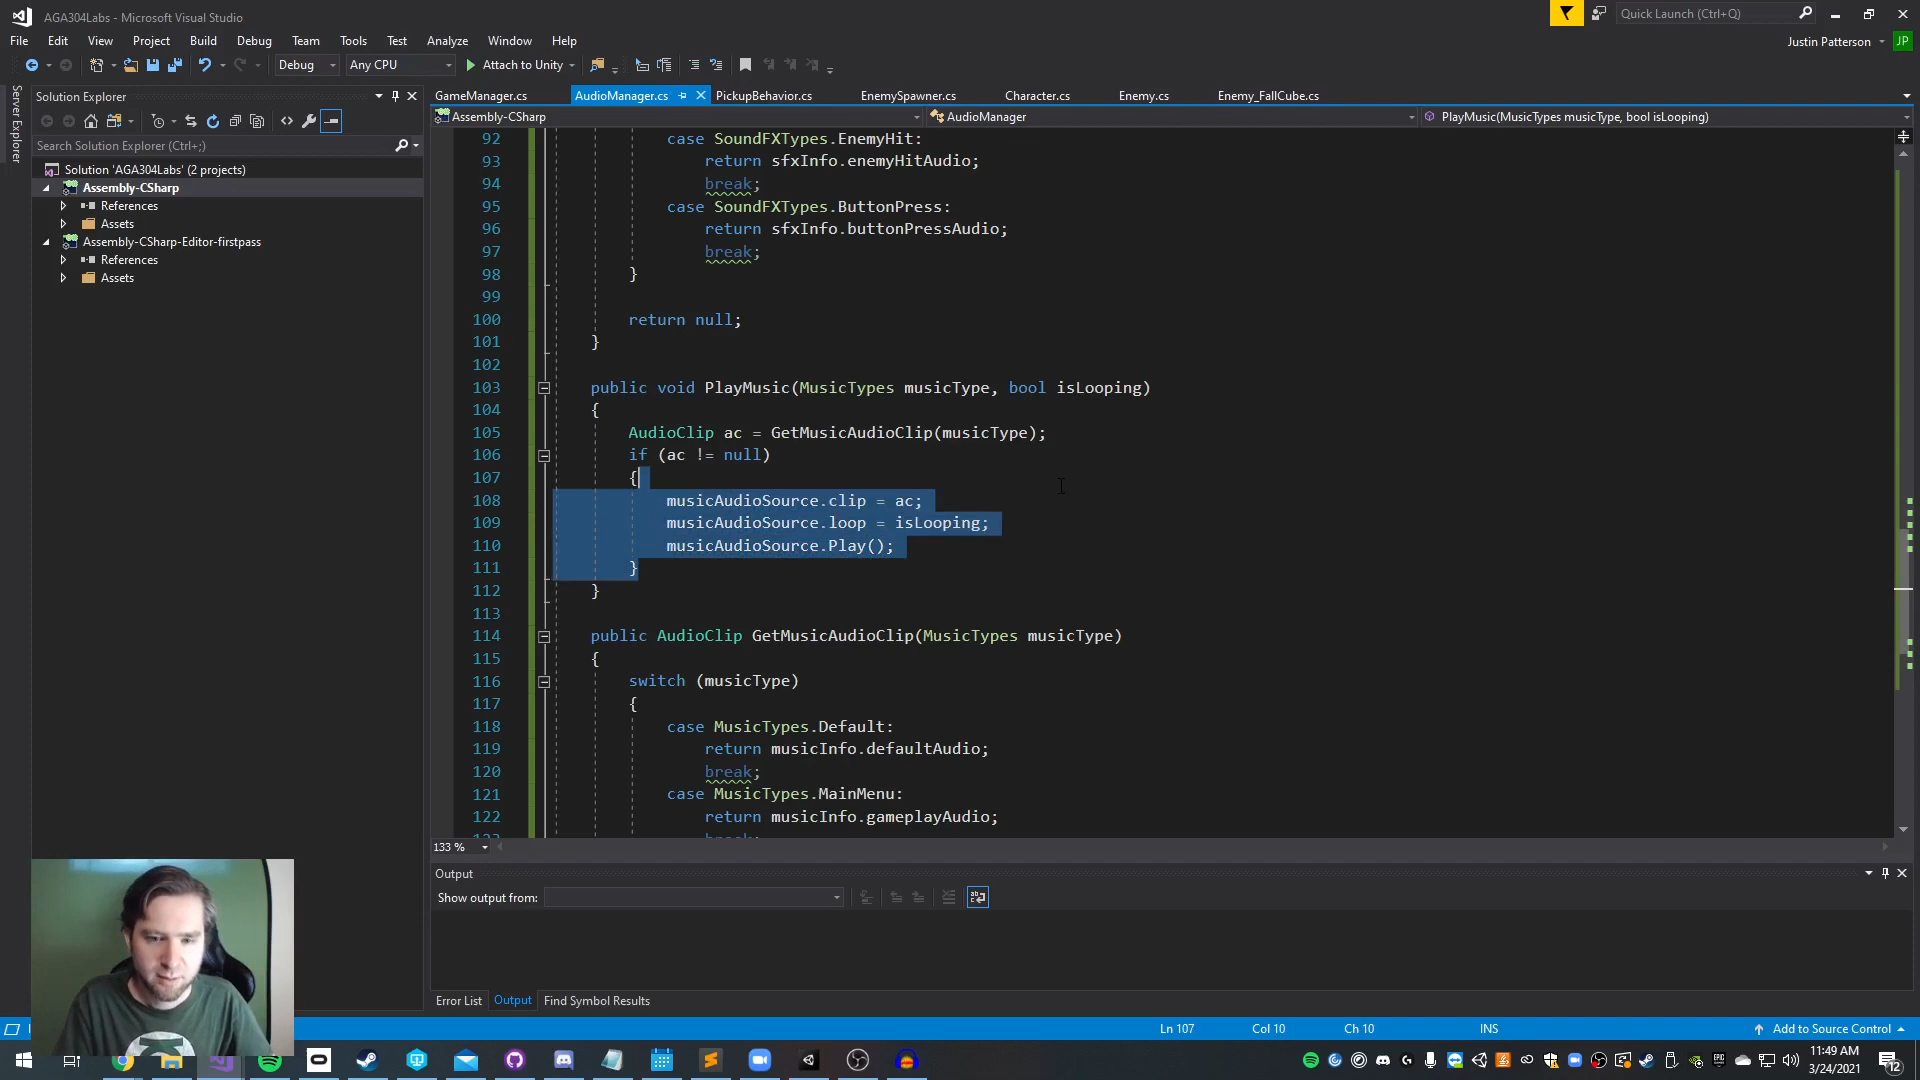 AGA304Labs - Microsoft Visual Studio
Quick Launch (Ctrl+Q)
File Edit View Project Build Debug Team Tools Test Analyze Window Help
Justin Patterson JP
Debug Any CPU Attach to Unity
Server Explorer
Solution Explorer
Search Solution Explorer (Ctrl+;)
Solution 'AGA304Labs' (2 projects)
Assembly-CSharp
References
Assets
Assembly-CSharp-Editor-firstpass
References
Assets
GameManager.cs AudioManager.cs PickupBehavior.cs EnemySpawner.cs Character.cs Enemy.cs Enemy_FallCube.cs
Assembly-CSharp AudioManager PlayMusic(MusicTypes musicType, bool isLooping)
92 case SoundFXTypes.EnemyHit:
93 return sfxInfo.enemyHitAudio;
94 break;
95 case SoundFXTypes.ButtonPress:
96 return sfxInfo.buttonPressAudio;
97 break;
98 }
99
100 return null;
101 }
102
103 public void PlayMusic(MusicTypes musicType, bool isLooping)
104 {
105 AudioClip ac = GetMusicAudioClip(musicType);
106 if (ac != null)
107 {
108 musicAudioSource.clip = ac;
109 musicAudioSource.loop = isLooping;
110 musicAudioSource.Play();
111 }
112 }
113
114 public AudioClip GetMusicAudioClip(MusicTypes musicType)
115 {
116 switch (musicType)
117 {
118 case MusicTypes.Default:
119 return musicInfo.defaultAudio;
120 break;
121 case MusicTypes.MainMenu:
122 return musicInfo.gameplayAudio;
133 %
Output
Show output from:
Error List Output Find Symbol Results
Ln 107 Col 10 Ch 10 INS Add to Source Control
11:49 AM
3/24/2021
12